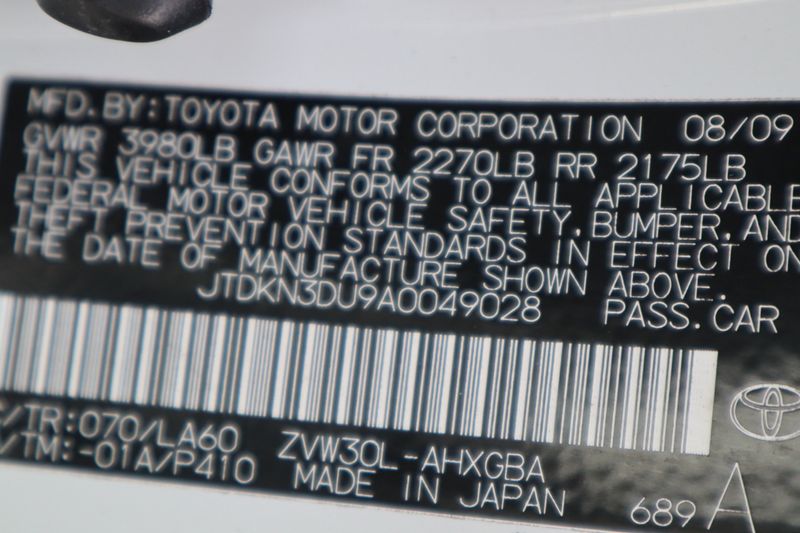 MFD.BY:TOYOTA MOTOR CORPORATION 08/09
GVWR 3980LB GAWR FR 2270LB RR 2175LB
THIS VEHICLE CONFORMS TO ALL APPLICABLE
FEDERAL MOTOR VEHICLE SAFETY,BUMPER,AND
THEFT PREVENTION STANDARDS IN EFFECT ON
THE DATE OF MANUFACTURE SHOWN ABOVE.
JTDKN3DU9A0049028 PASS.CAR
/TR:070/LA60 ZVW30L-AHXGBA
/TM:-01A/P410 MADE IN JAPAN 689 A